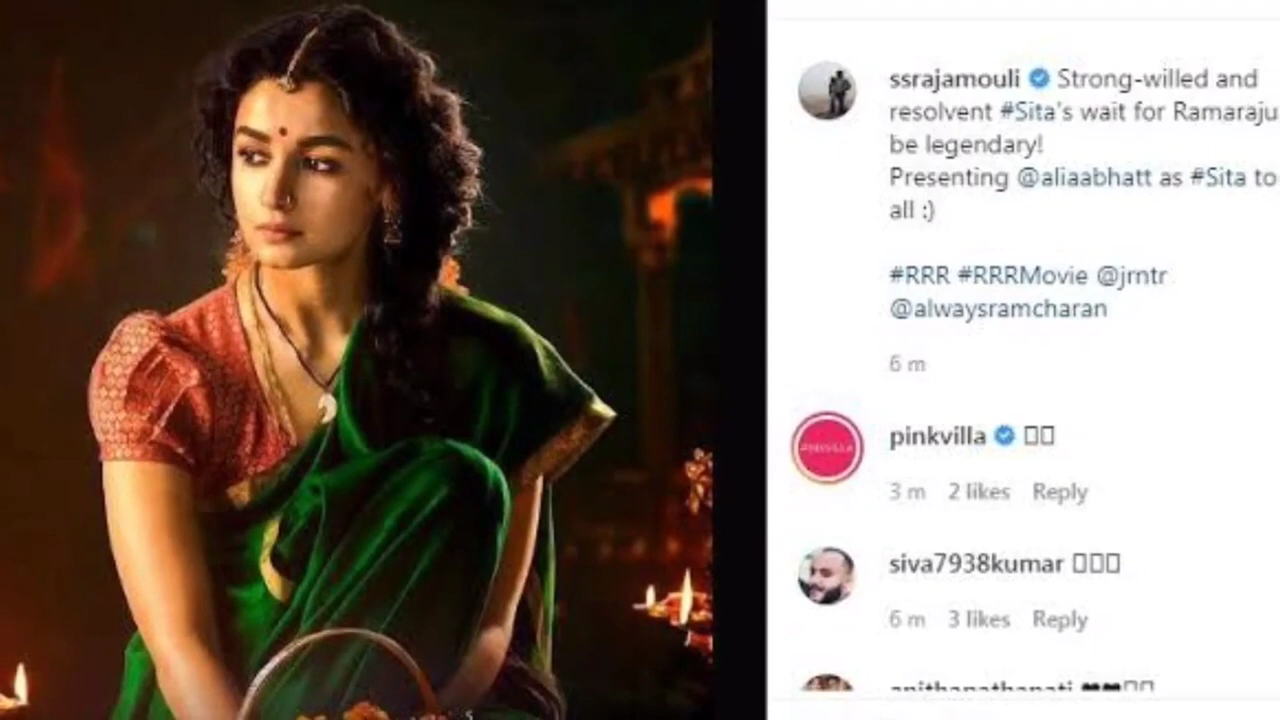 ssrajamouli Strong-willed and
resolvent #Sita's wait for Ramaraju
be legendary!
Presenting @aliaabhatt as #Sita to
all :)
#RRR #RRRMovie @jrntr
@alwaysramcharan
6 m
pinkvilla
3 m 2 likes Reply
siva7938kumar
6 m 3 likes Reply